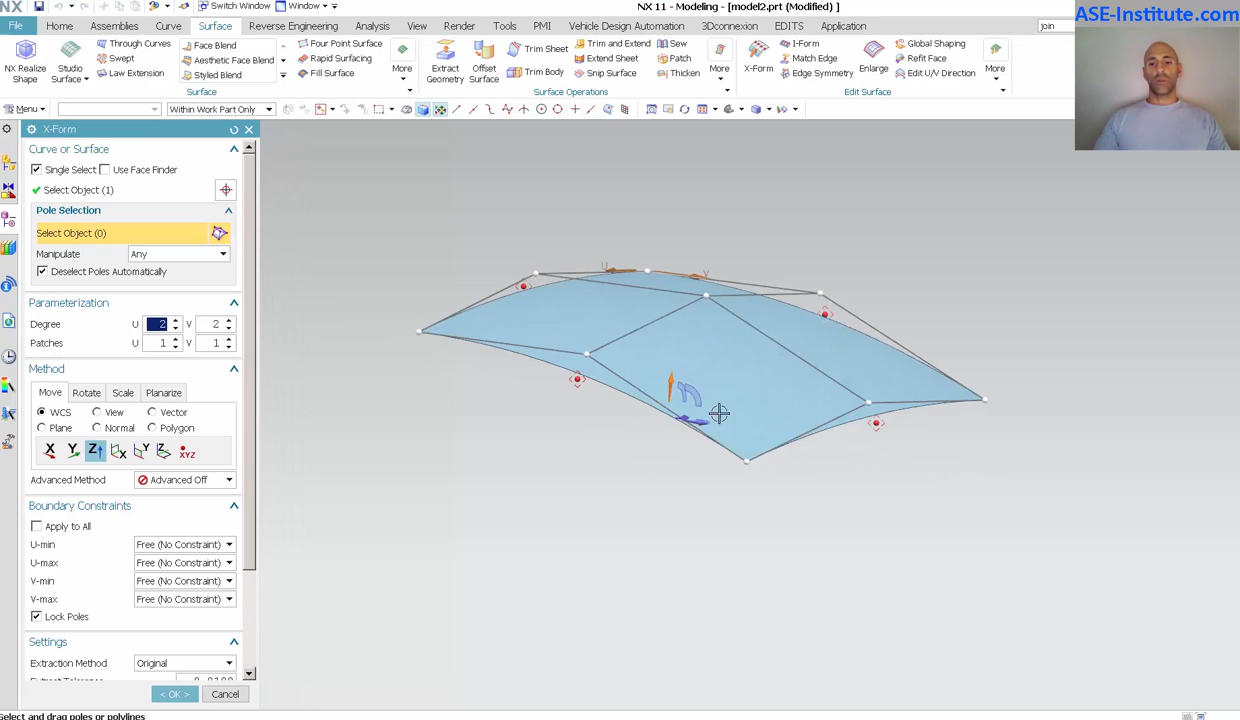 NX
Switch Window
Window
NX 11 - Modeling - [model2.prt (Modified) ]
ASE-Institute.com
File
Home
Assemblies
Curve
Surface
Reverse Engineering
Analysis
View
Render
Tools
PMI
Vehicle Design Automation
3Dconnexion
EDITS
Application
join
NX Realize
Shape
Studio
Surface
Through Curves
Swept
Law Extension
Face Blend
Aesthetic Face Blend
Styled Blend
Four Point Surface
Rapid Surfacing
Fill Surface
More
Surface
Extract
Geometry
Offset
Surface
Trim Sheet
Trim Body
Trim and Extend
Extend Sheet
Snip Surface
Sew
Patch
Thicken
More
Surface Operations
X-Form
I-Form
Match Edge
Edge Symmetry
Enlarge
Global Shaping
Refit Face
Edit U/V Direction
More
Edit Surface
Menu
Within Work Part Only
X-Form
Curve or Surface
Single Select
Use Face Finder
Select Object (1)
Pole Selection
Select Object (0)
Manipulate
Any
Deselect Poles Automatically
Parameterization
Degree U 2 V 2
Patches U 1 V 1
Method
Move Rotate Scale Planarize
WCS View Vector
Plane Normal Polygon
X Y Z X Y Z XYZ
Advanced Method Advanced Off
Boundary Constraints
Apply to All
U-min Free (No Constraint)
U-max Free (No Constraint)
V-min Free (No Constraint)
V-max Free (No Constraint)
Lock Poles
Settings
Extraction Method Original
< OK > Cancel
Select and drag poles or polylines
U
V